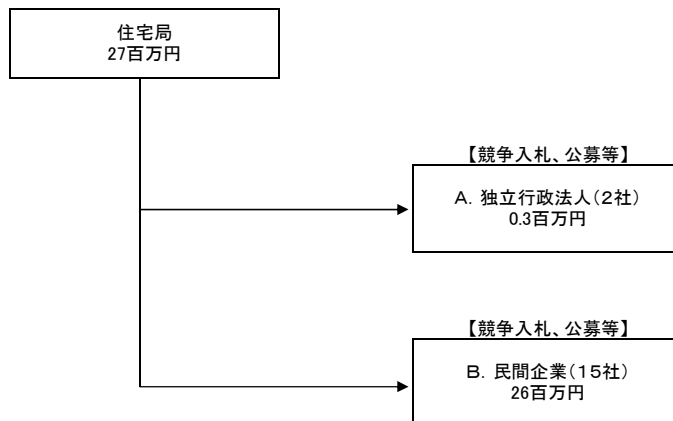 住宅局
27百万円
【競争入札、公募等】
A. 独立行政法人(2社)
0.3百万円
【競争入札、公募等】
B. 民間企業(15社)
26百万円